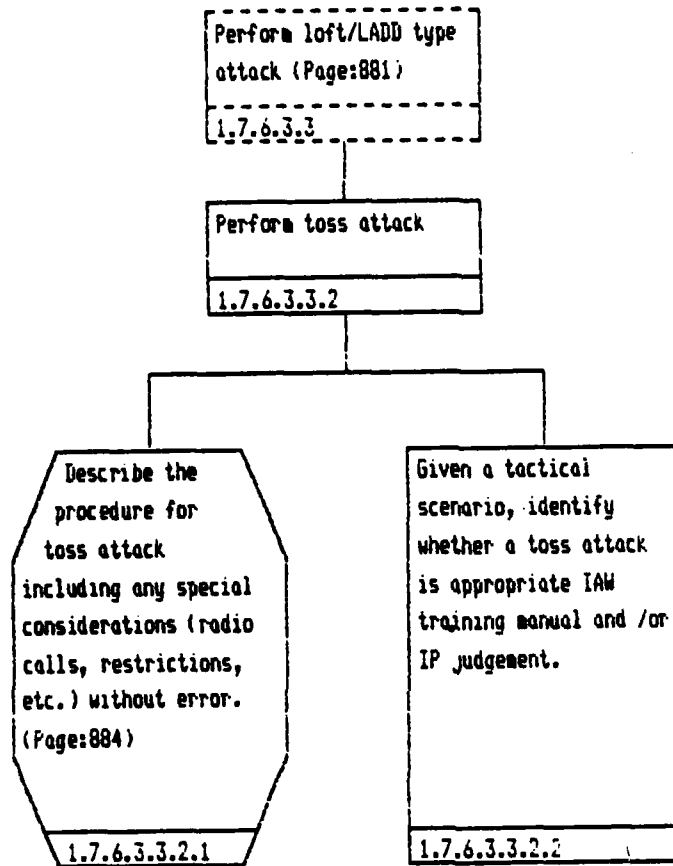 Perform loft/LADD type
attack (Page:881)
1.7.6.3.3
Perform toss attack
1.7.6.3.3.2
Describe the
procedure for
toss attack
including any special
considerations (radio
calls, restrictions,
etc.) without error.
(Page:884)
1.7.6.3.3.2.1
Given a tactical
scenario, identify
whether a toss attack
is appropriate IAW
training manual and /or
IP judgement.
1.7.6.3.3.2.2